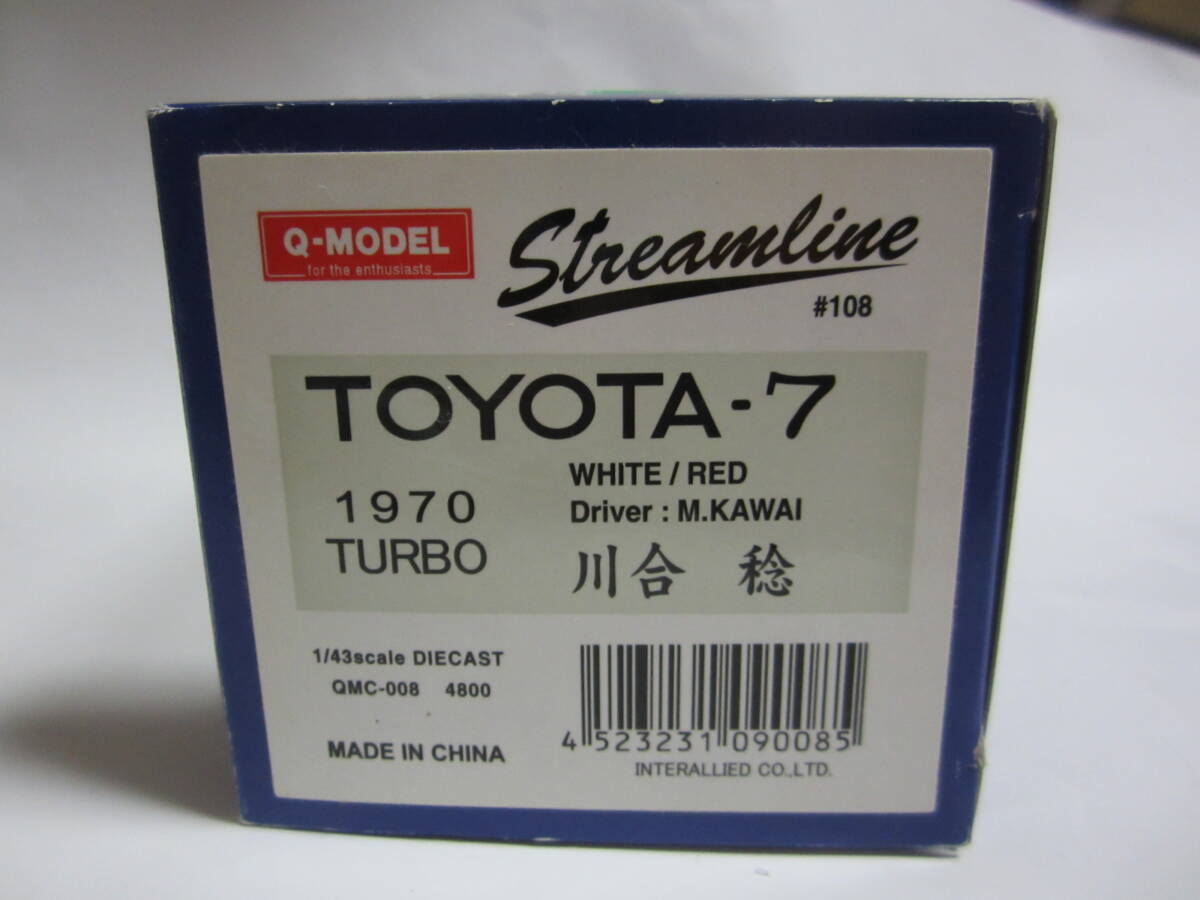 Q-MODEL
for the enthusiasts
Streamline
#108
TOYOTA-7
1970
TURBO
WHITE / RED
Driver : M.KAWAI
川合 稔
1/43scale DIECAST
QMC-008 4800
MADE IN CHINA
4 523231 090085
INTERALLIED CO.,LTD.